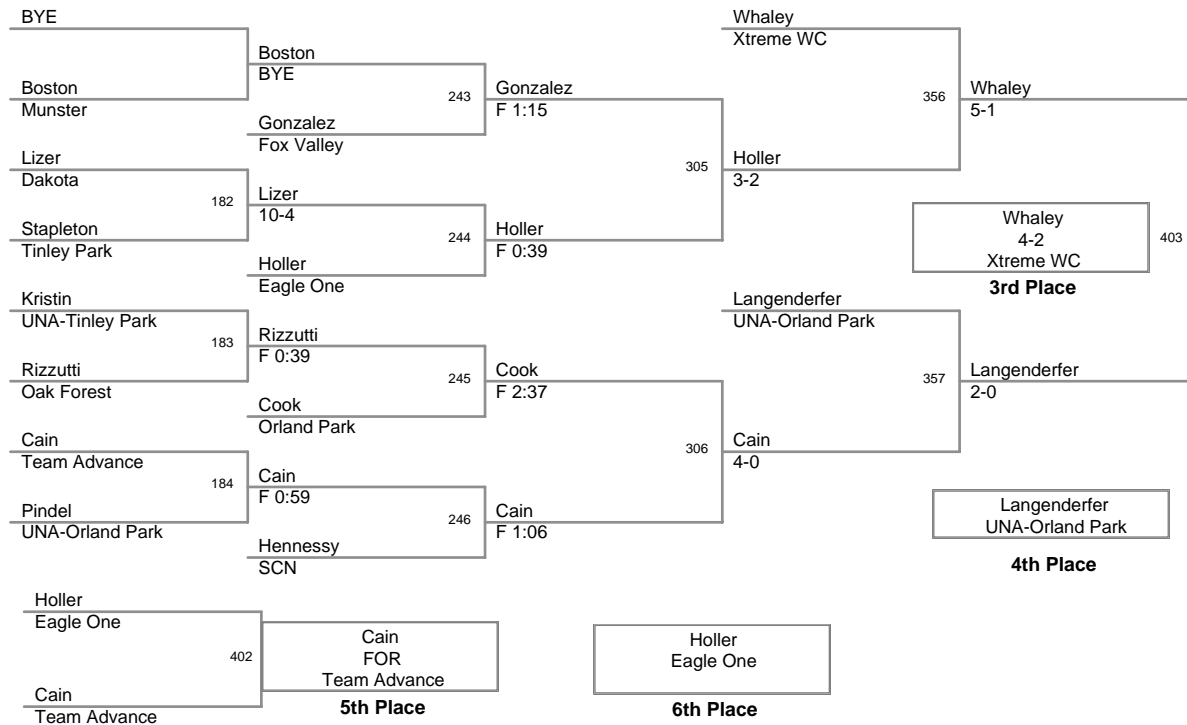 BYE
Boston
Munster
Lizer
Dakota
Stapleton
Tinley Park
Kristin
UNA-Tinley Park
Rizzutti
Oak Forest
Cain
Team Advance
Pindel
UNA-Orland Park
182
183
184
Boston
BYE
Gonzalez
Fox Valley
Lizer
10-4
Holler
Eagle One
Rizzutti
F 0:39
Cook
Orland Park
Cain
F 0:59
Hennessy
SCN
243
244
245
246
Gonzalez
F 1:15
Holler
F 0:39
Cook
F 2:37
Cain
F 1:06
305
306
Whaley
Xtreme WC
Holler
3-2
Langenderfer
UNA-Orland Park
Cain
4-0
356
357
Whaley
5-1
Langenderfer
2-0
Whaley
4-2
Xtreme WC
403
3rd Place
Langenderfer
UNA-Orland Park
4th Place
Holler
Eagle One
Cain
Team Advance
402
Cain
FOR
Team Advance
5th Place
Holler
Eagle One
6th Place